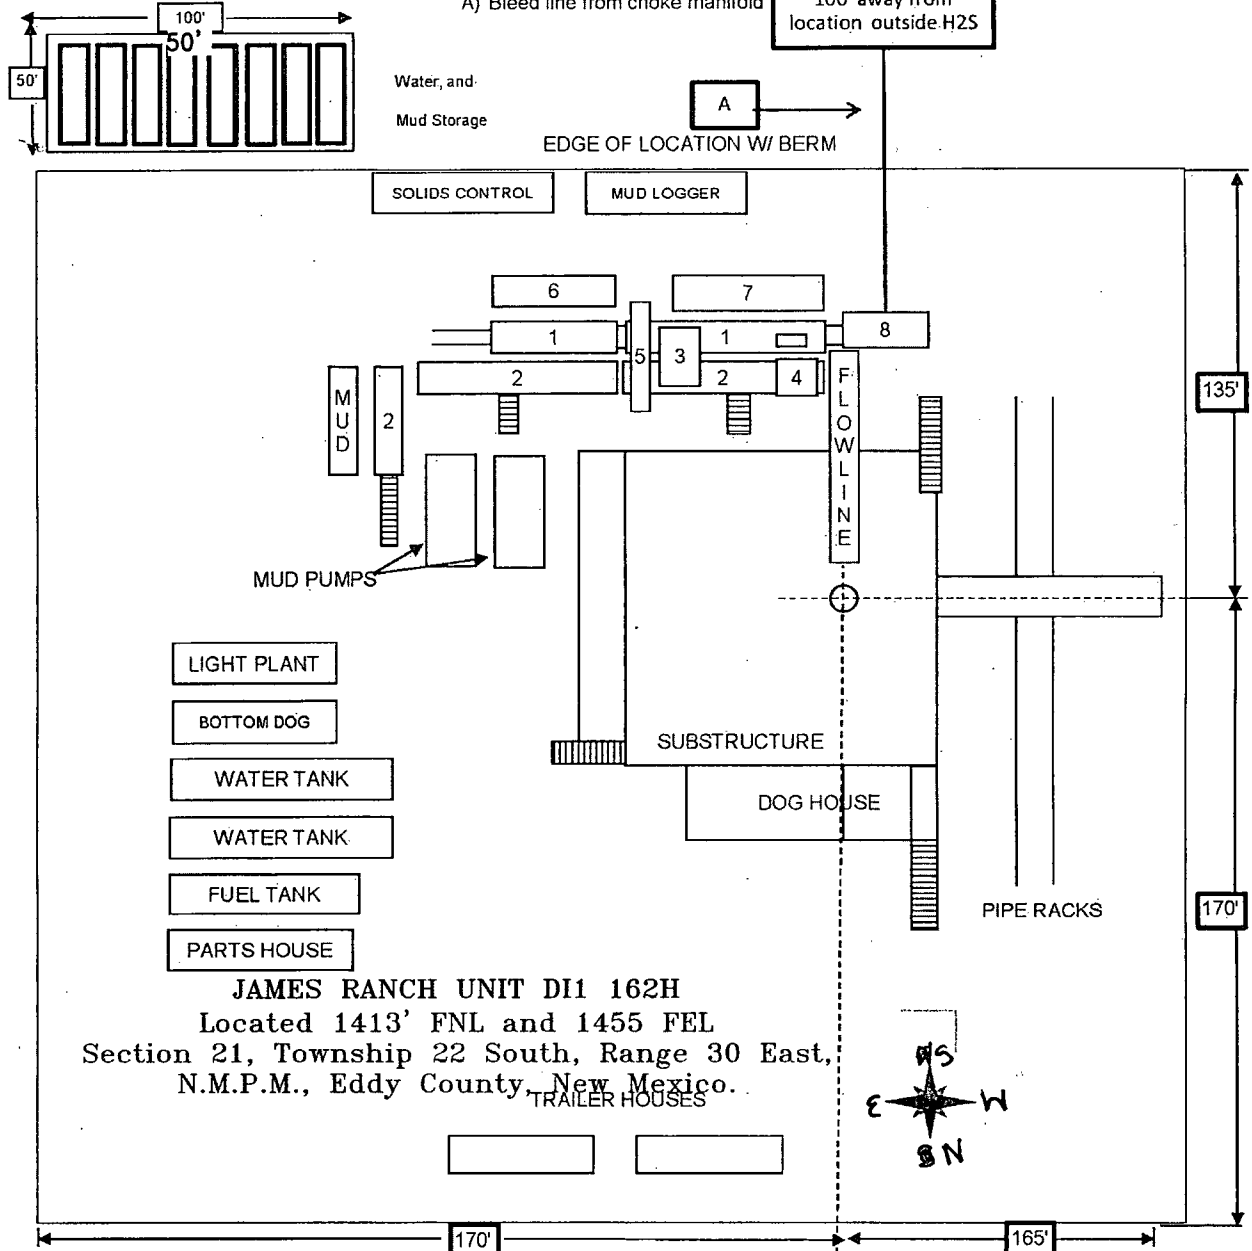 A) Bleed line from choke manifold
100' away from
location outside H2S
100'
50'
50'
Water, and
Mud Storage
A
EDGE OF LOCATION W/ BERM
SOLIDS CONTROL
MUD LOGGER
6
7
1
1
8
5
3
2
2
4
MUD
2
FLOWLINE
135'
MUD PUMPS
LIGHT PLANT
BOTTOM DOG
WATER TANK
WATER TANK
FUEL TANK
PARTS HOUSE
SUBSTRUCTURE
DOG HOUSE
PIPE RACKS
170'
JAMES RANCH UNIT DI1 162H
Located 1413' FNL and 1455 FEL
Section 21, Township 22 South, Range 30 East,
N.M.P.M., Eddy County, New Mexico.
TRAILER HOUSES
S
E
W
N
170'
165'